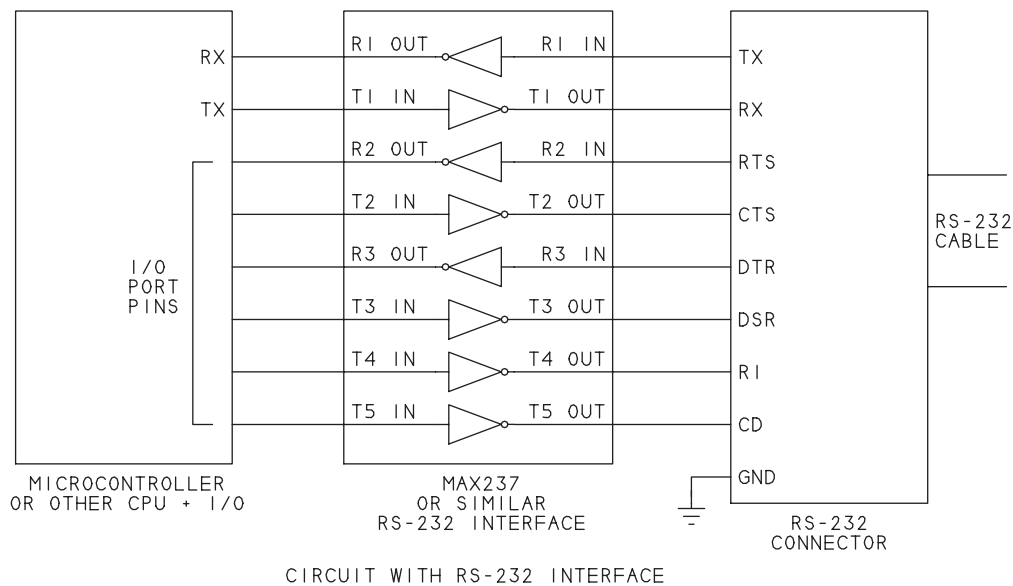 RX R1 OUT R1 IN TX
TX T1 IN T1 OUT RX
R2 OUT R2 IN RTS
T2 IN T2 OUT CTS
RS-232
CABLE
R3 OUT R3 IN DTR
I/O
PORT
PINS
T3 IN T3 OUT DSR
T4 IN T4 OUT RI
T5 IN T5 OUT CD
GND
MICROCONTROLLER
OR OTHER CPU + I/O
MAX237
OR SIMILAR
RS-232 INTERFACE
RS-232
CONNECTOR
CIRCUIT WITH RS-232 INTERFACE